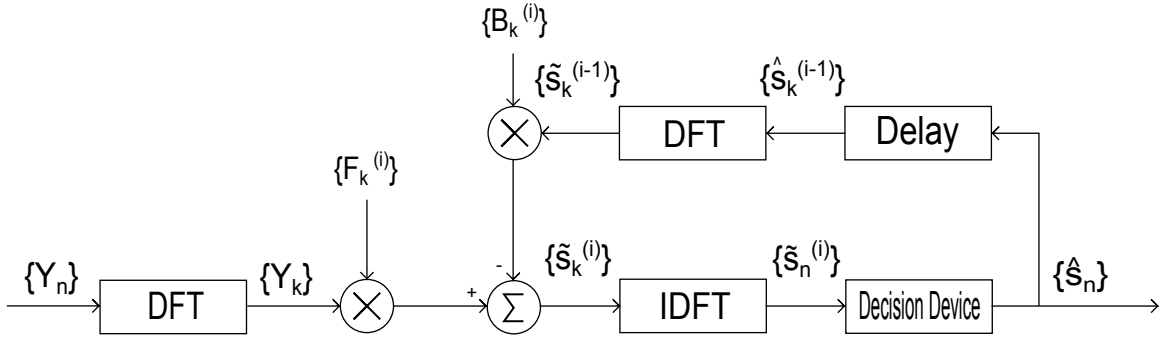 {B_k^(i)}
{s̃_k^(i-1)} {ŝ_k^(i-1)}
DFT Delay
{F_k^(i)}
- {s̃_k^(i)} {s̃_n^(i)}
{Y_n} {Y_k} + {ŝ_n}
DFT Σ IDFT Decision Device